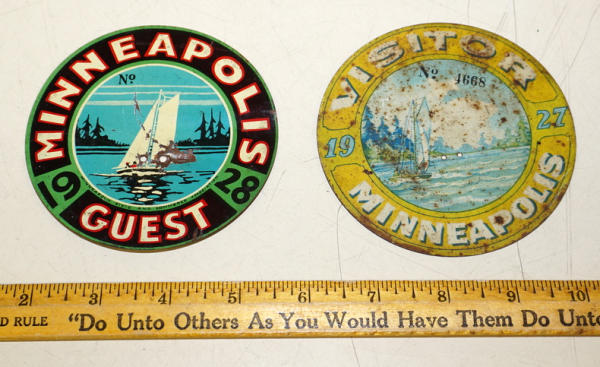 MINNEAPOLIS
No
19 28
GUEST
VISITOR
No 4668
19 27
MINNEAPOLIS
2 3 4 5 6 7 8 9 10
D RULE "Do Unto Others As You Would Have Them Do Unto